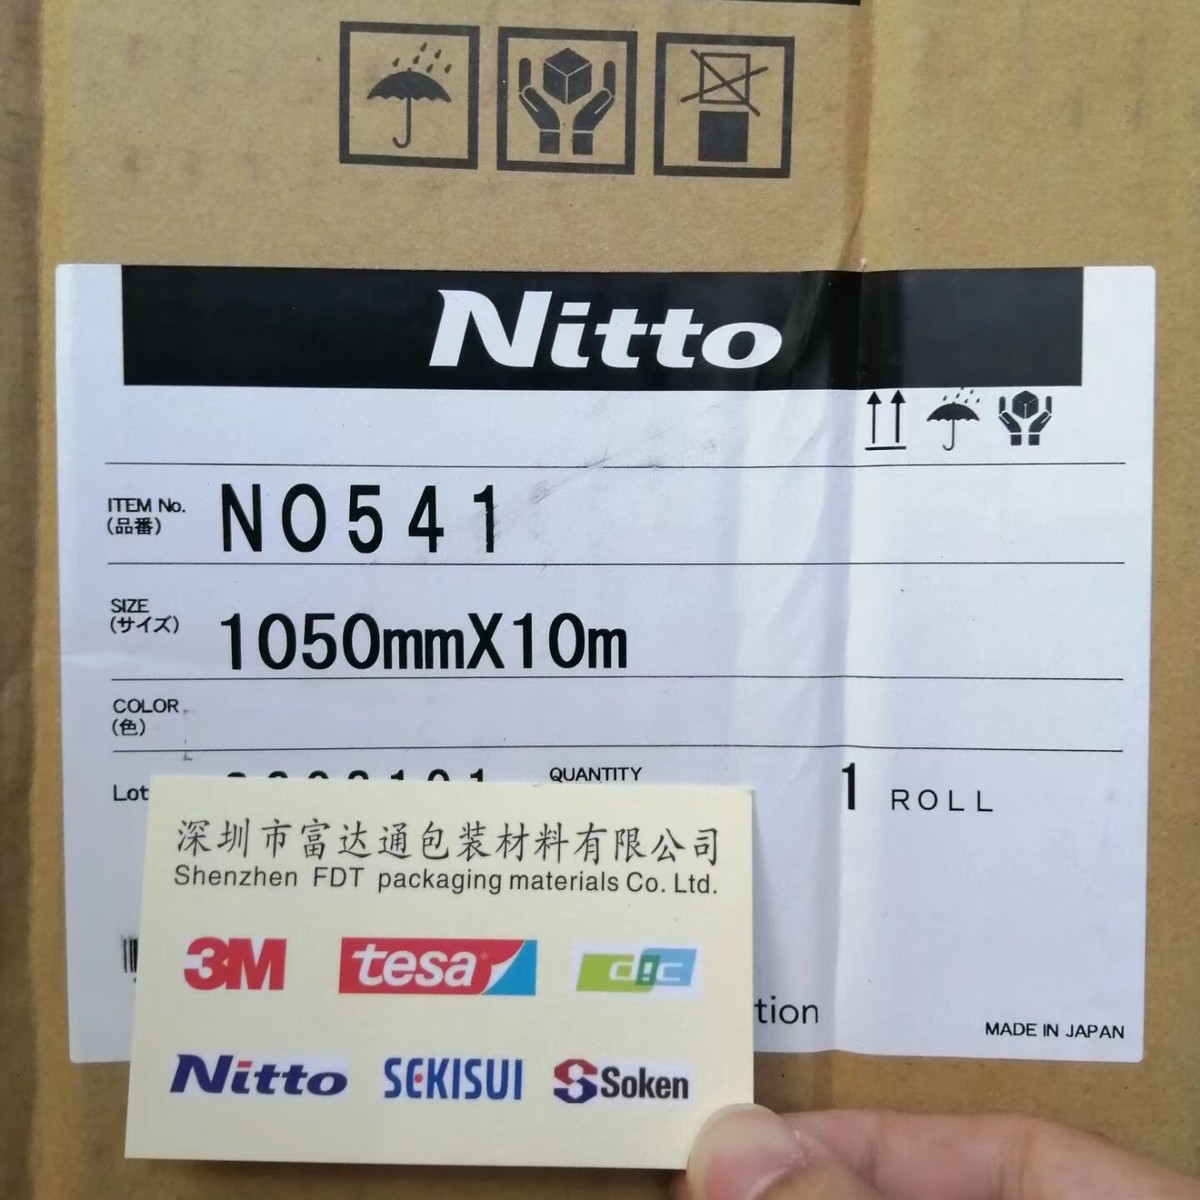 Nitto
ITEM No.
(品番)
NO541
SIZE
(サイズ)
1050mmX10m
COLOR
(色)
Lot
QUANTITY
1 ROLL
深圳市富达通包装材料有限公司
Shenzhen FDT packaging materials Co. Ltd.
3M tesa dic
Nitto SEKISUI Soken
tion
MADE IN JAPAN